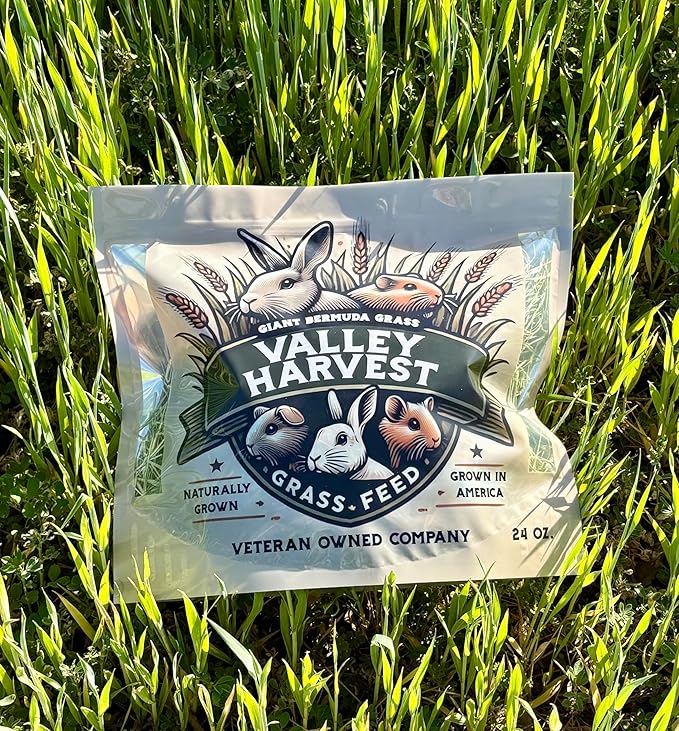 GIANT BERMUDA GRASS
VALLEY
HARVEST
GRASS FEED
NATURALLY
GROWN
GROWN IN
AMERICA
VETERAN OWNED COMPANY
24 OZ.